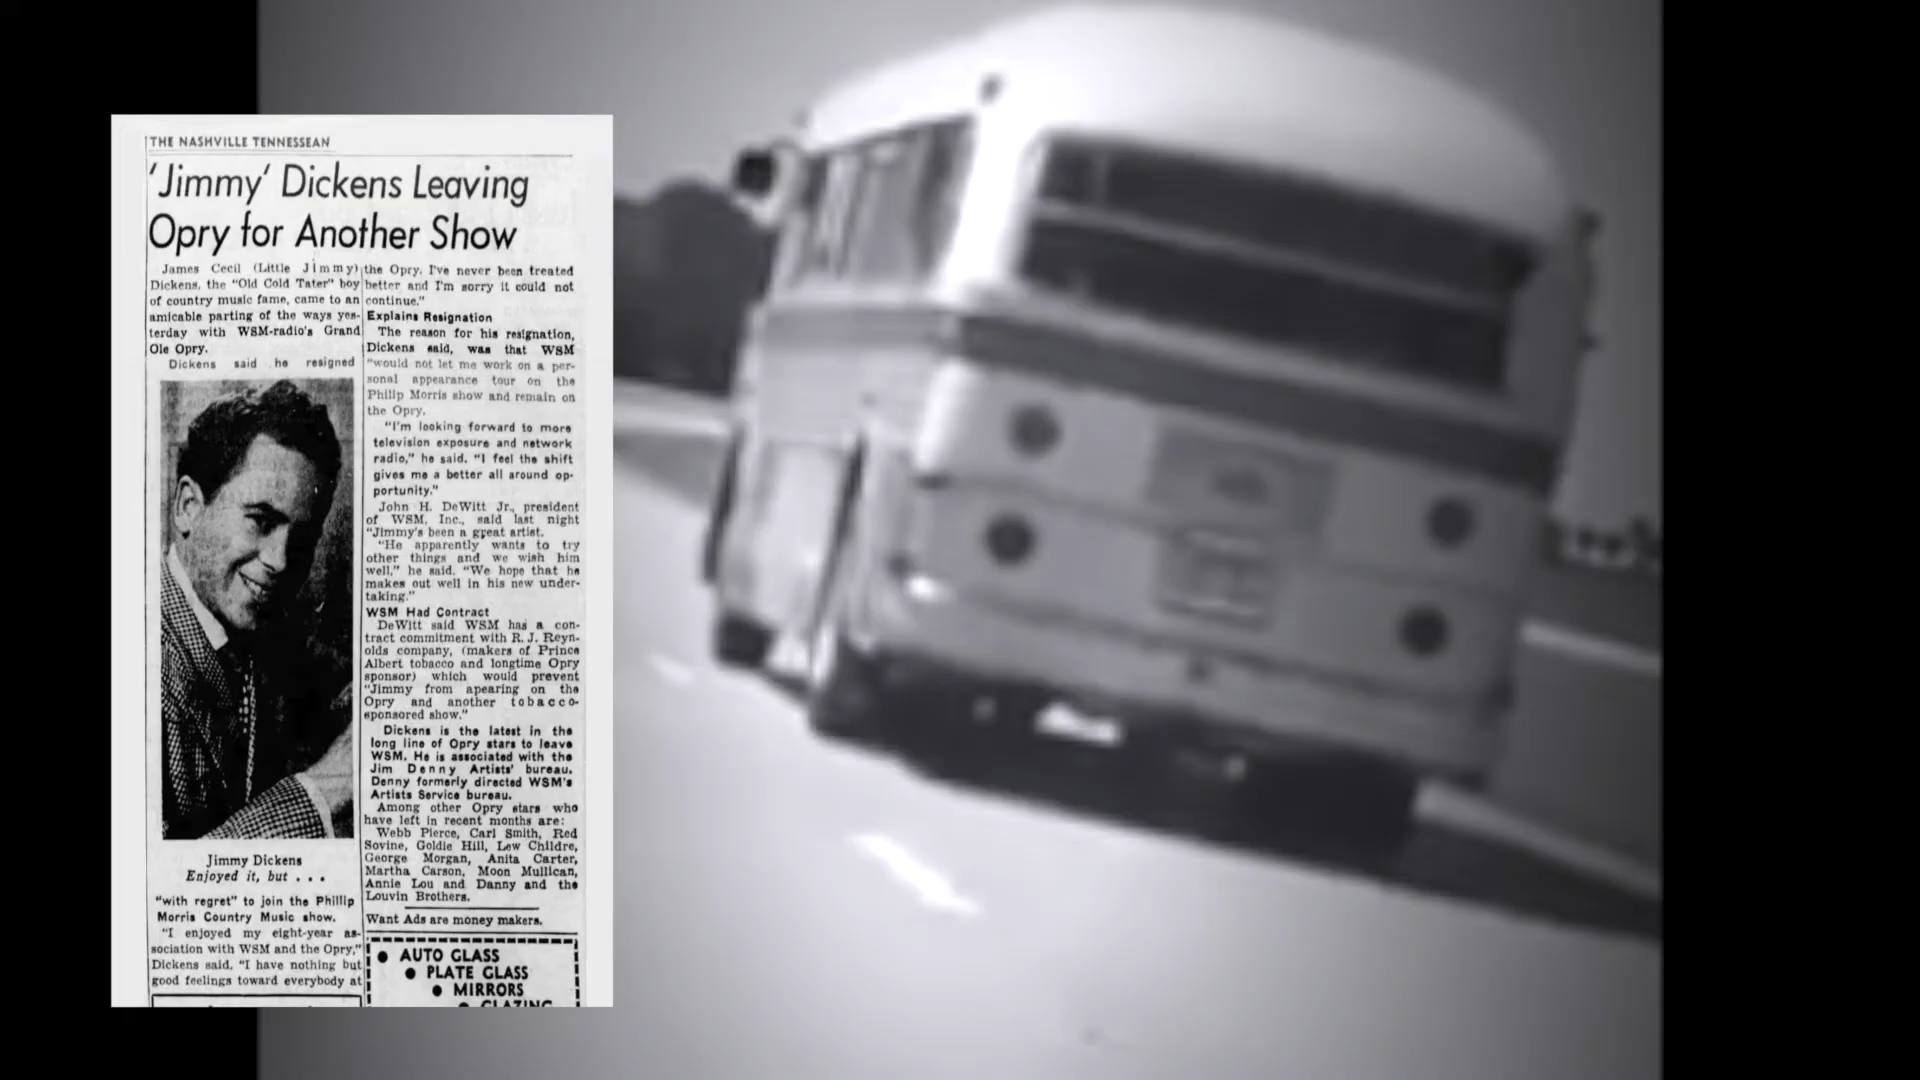 THE NASHVILLE TENNESSEAN
'Jimmy' Dickens Leaving
Opry for Another Show
James Cecil (Little Jimmy)
Dickens, the "Old Cold Tater" boy
of country music fame, came to an
amicable parting of the ways yes-
terday with WSM-radio's Grand
Ole Opry.
Dickens said he resigned
Jimmy Dickens
Enjoyed it, but . . .
"with regret" to join the Phillip
Morris Country Music show.
"I enjoyed my eight-year as-
sociation with WSM and the Opry,"
Dickens said. "I have nothing but
good feelings toward everybody at
the Opry. I've never been treated
better and I'm sorry it could not
continue."
Explains Resignation
The reason for his resignation,
Dickens said, was that WSM
"would not let me work on a per-
sonal appearance tour on the
Philip Morris show and remain on
the Opry.
"I'm looking forward to more
television exposure and network
radio," he said. "I feel the shift
gives me a better all around op-
portunity."
John H. DeWitt Jr., president
of WSM, Inc., said last night
"Jimmy's been a great artist.
"He apparently wants to try
other things and we wish him
well," he said. "We hope that he
makes out well in his new under-
taking."
WSM Had Contract
DeWitt said WSM has a con-
tract commitment with R. J. Reyn-
olds company, (makers of Prince
Albert tobacco and longtime Opry
sponsor) which would prevent
"Jimmy from apearing on the
Opry and another tobacco-
sponsored show."
Dickens is the latest in the
long line of Opry stars to leave
WSM. He is associated with the
Jim Denny Artists' bureau.
Denny formerly directed WSM's
Artists Service bureau.
Among other Opry stars who
have left in recent months are:
Webb Pierce, Carl Smith, Red
Sovine, Goldie Hill, Lew Childre,
George Morgan, Anita Carter,
Martha Carson, Moon Mullican,
Annie Lou and Danny and the
Louvin Brothers.
Want Ads are money makers.
● AUTO GLASS
● PLATE GLASS
● MIRRORS
● GLAZING